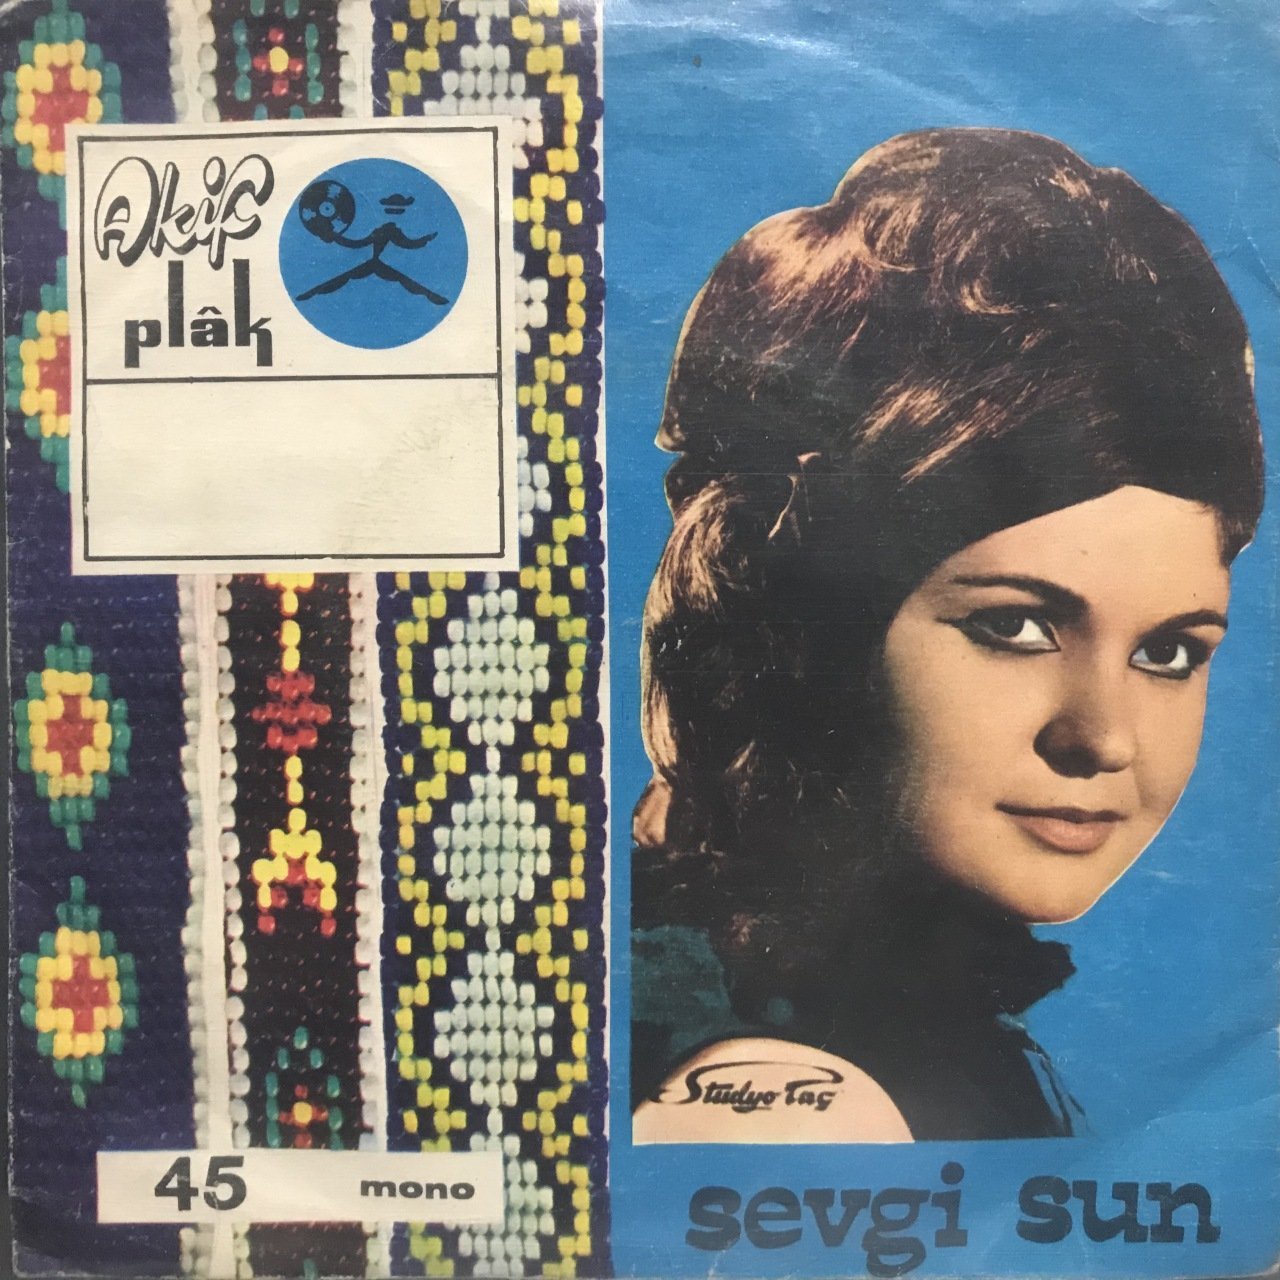 Akif
plâk
Stüdyo Taç
45 mono
sevgi sun